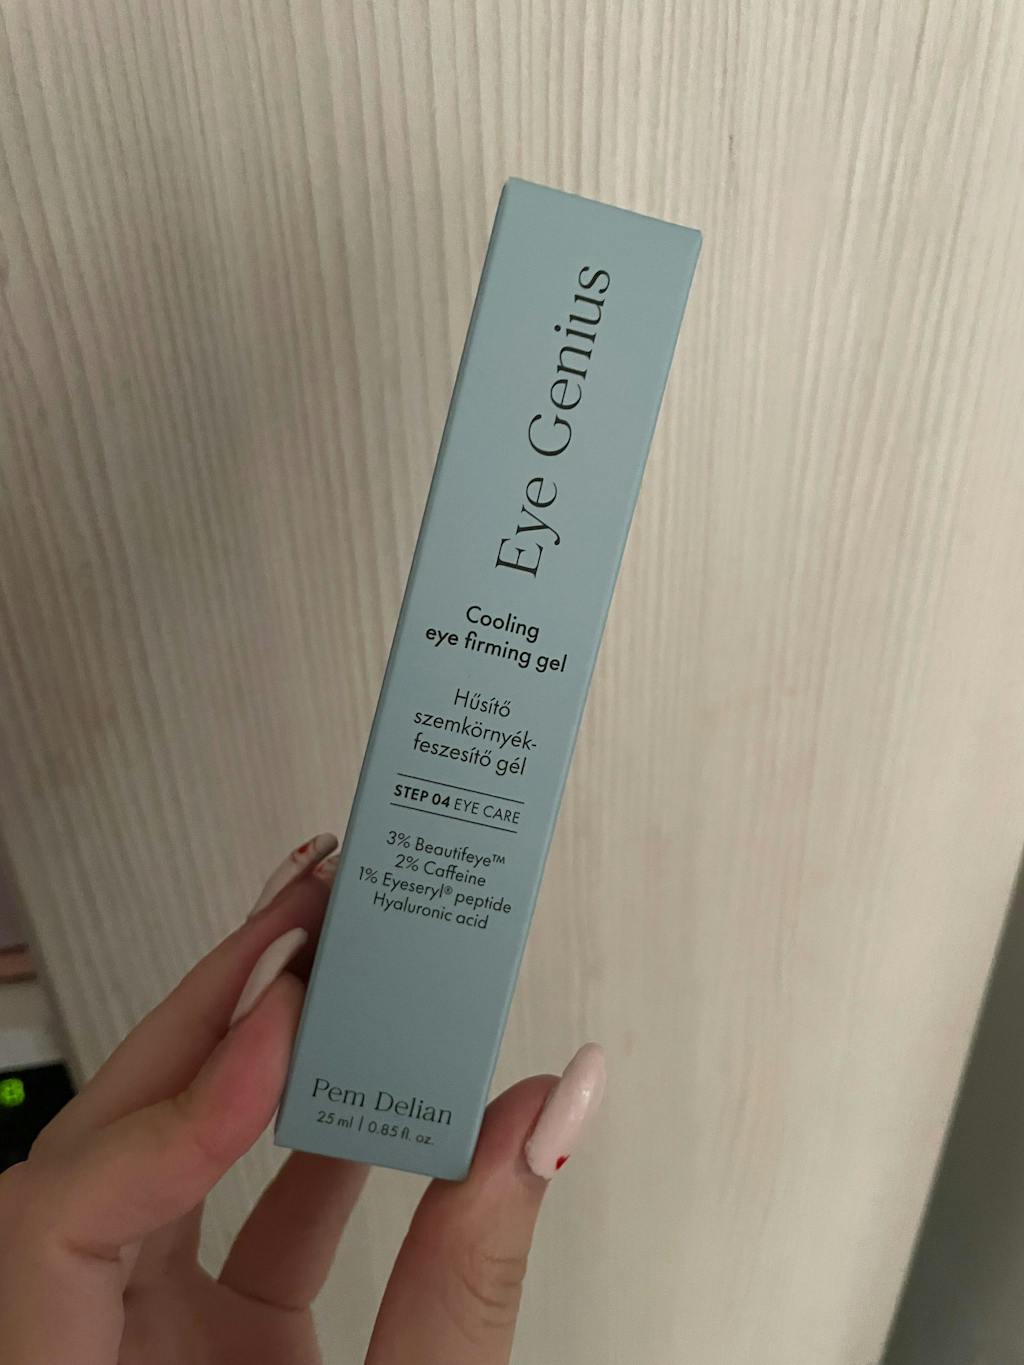 Eye Genius
Cooling
eye firming gel
Hűsítő
szemkörnyék-
feszesítő gél
STEP 04 EYE CARE
3% Beautifeye™
2% Caffeine
1% Eyeseryl® peptide
Hyaluronic acid
Pem Delian
25 ml | 0.85 fl. oz.